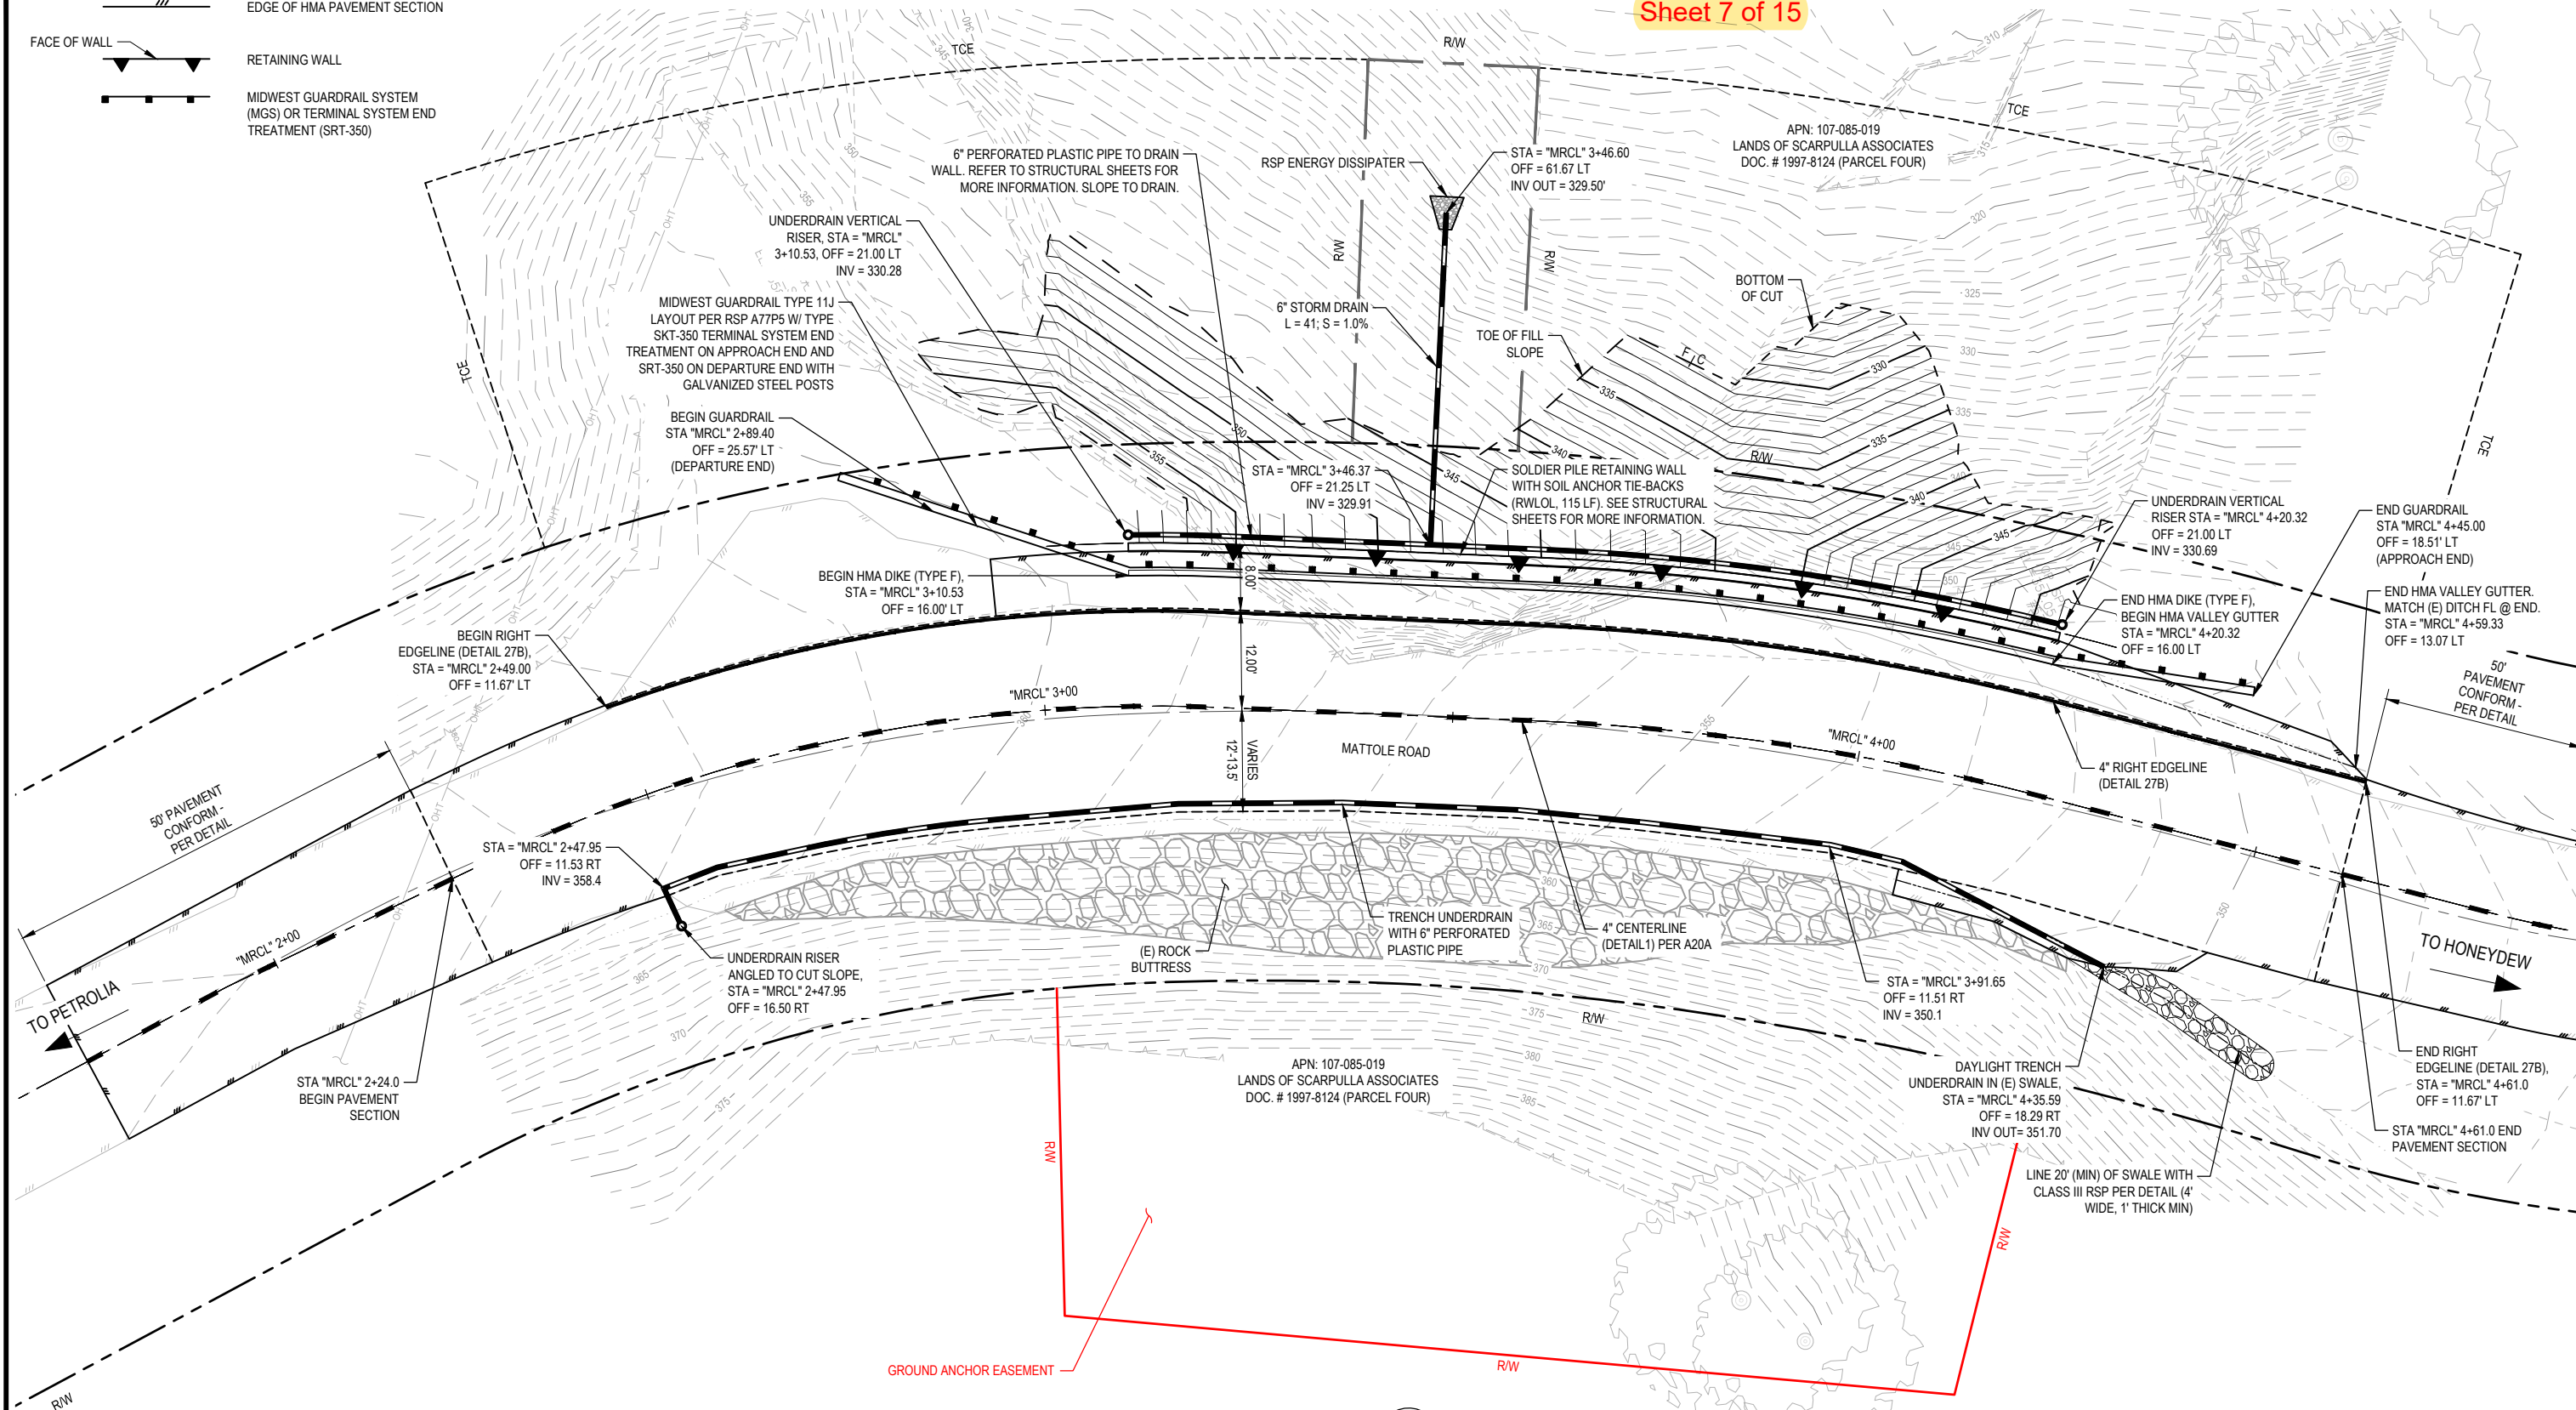 EDGE OF HMA PAVEMENT SECTION
FACE OF WALL
RETAINING WALL
MIDWEST GUARDRAIL SYSTEM
(MGS) OR TERMINAL SYSTEM END
TREATMENT (SRT-350)
Sheet 7 of 15
TCE
R/W
TCE
APN: 107-085-019
LANDS OF SCARPULLA ASSOCIATES
DOC. # 1997-8124 (PARCEL FOUR)
6" PERFORATED PLASTIC PIPE TO DRAIN
WALL. REFER TO STRUCTURAL SHEETS FOR
MORE INFORMATION. SLOPE TO DRAIN.
RSP ENERGY DISSIPATER
STA = "MRCL" 3+46.60
OFF = 61.67 LT
INV OUT = 329.50'
UNDERDRAIN VERTICAL
RISER, STA = "MRCL"
3+10.53, OFF = 21.00 LT
INV = 330.28
R/W
R/W
BOTTOM
OF CUT
MIDWEST GUARDRAIL TYPE 11J
LAYOUT PER RSP A77P5 W/ TYPE
SKT-350 TERMINAL SYSTEM END
TREATMENT ON APPROACH END AND
SRT-350 ON DEPARTURE END WITH
GALVANIZED STEEL POSTS
6" STORM DRAIN
L = 41; S = 1.0%
TOE OF FILL
SLOPE
F | C
TCE
TCE
BEGIN GUARDRAIL
STA "MRCL" 2+89.40
OFF = 25.57' LT
(DEPARTURE END)
STA = "MRCL" 3+46.37
OFF = 21.25 LT
INV = 329.91
SOLDIER PILE RETAINING WALL
WITH SOIL ANCHOR TIE-BACKS
(RWLOL, 115 LF). SEE STRUCTURAL
SHEETS FOR MORE INFORMATION.
R/W
UNDERDRAIN VERTICAL
RISER STA = "MRCL" 4+20.32
OFF = 21.00 LT
INV = 330.69
END GUARDRAIL
STA "MRCL" 4+45.00
OFF = 18.51' LT
(APPROACH END)
BEGIN HMA DIKE (TYPE F),
STA = "MRCL" 3+10.53
OFF = 16.00' LT
8.00'
END HMA DIKE (TYPE F),
BEGIN HMA VALLEY GUTTER
STA = "MRCL" 4+20.32
OFF = 16.00 LT
END HMA VALLEY GUTTER.
MATCH (E) DITCH FL @ END.
STA = "MRCL" 4+59.33
OFF = 13.07 LT
BEGIN RIGHT
EDGELINE (DETAIL 27B),
STA = "MRCL" 2+49.00
OFF = 11.67' LT
12.00'
50'
PAVEMENT
CONFORM -
PER DETAIL
"MRCL" 3+00
VARIES
12'-13.5'
MATTOLE ROAD
"MRCL" 4+00
4" RIGHT EDGELINE
(DETAIL 27B)
50' PAVEMENT
CONFORM -
PER DETAIL
STA = "MRCL" 2+47.95
OFF = 11.53 RT
INV = 358.4
"MRCL" 2+00
TO PETROLIA
TO HONEYDEW
UNDERDRAIN RISER
ANGLED TO CUT SLOPE,
STA = "MRCL" 2+47.95
OFF = 16.50 RT
(E) ROCK
BUTTRESS
TRENCH UNDERDRAIN
WITH 6" PERFORATED
PLASTIC PIPE
4" CENTERLINE
(DETAIL1) PER A20A
STA = "MRCL" 3+91.65
OFF = 11.51 RT
INV = 350.1
R/W
STA "MRCL" 2+24.0
BEGIN PAVEMENT
SECTION
APN: 107-085-019
LANDS OF SCARPULLA ASSOCIATES
DOC. # 1997-8124 (PARCEL FOUR)
DAYLIGHT TRENCH
UNDERDRAIN IN (E) SWALE,
STA = "MRCL" 4+35.59
OFF = 18.29 RT
INV OUT= 351.70
END RIGHT
EDGELINE (DETAIL 27B),
STA = "MRCL" 4+61.0
OFF = 11.67' LT
STA "MRCL" 4+61.0 END
PAVEMENT SECTION
LINE 20' (MIN) OF SWALE WITH
CLASS III RSP PER DETAIL (4'
WIDE, 1' THICK MIN)
R/W
R/W
GROUND ANCHOR EASEMENT
R/W
R/W